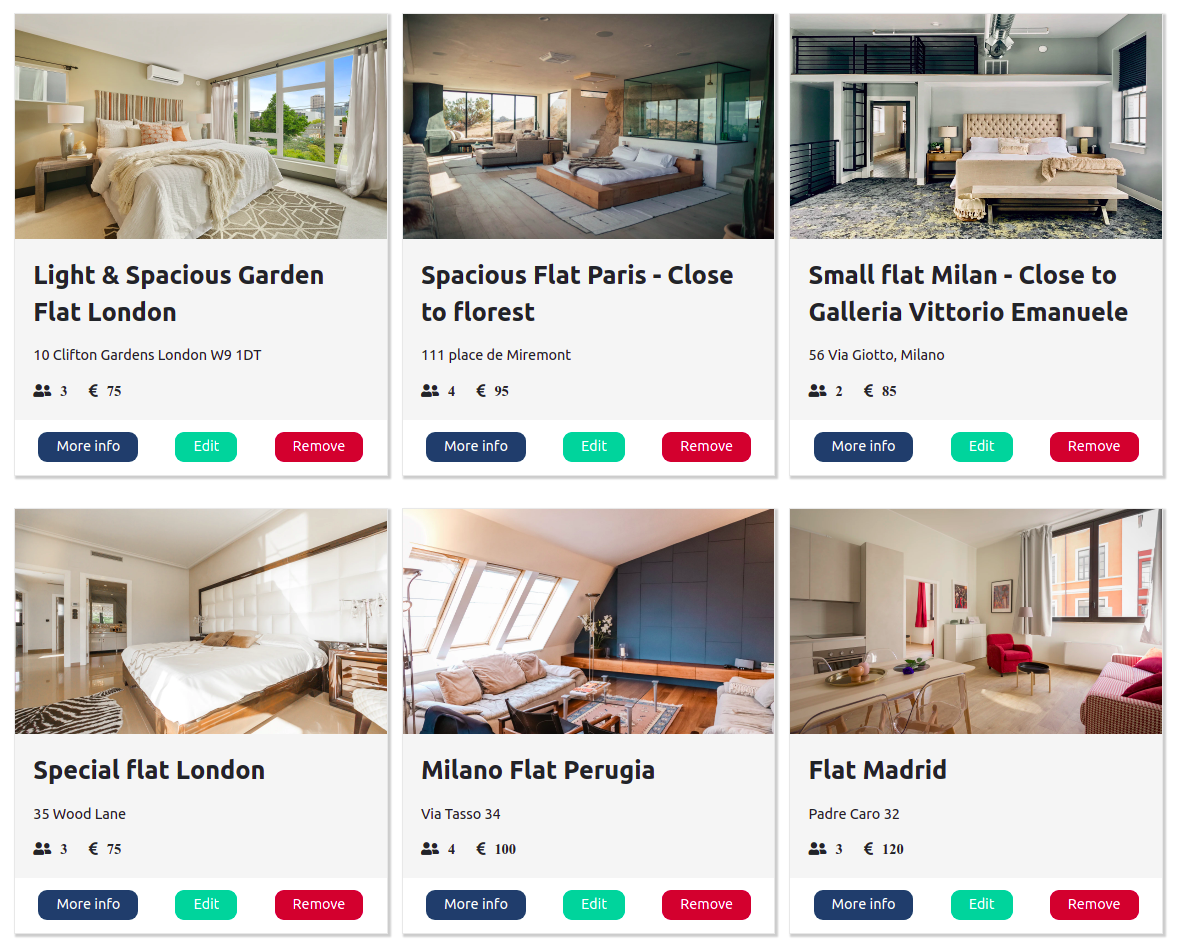 Light & Spacious Garden
Flat London
10 Clifton Gardens London W9 1DT
3 € 75
More info Edit Remove
Spacious Flat Paris - Close
to florest
111 place de Miremont
4 € 95
More info Edit Remove
Small flat Milan - Close to
Galleria Vittorio Emanuele
56 Via Giotto, Milano
2 € 85
More info Edit Remove
Special flat London
35 Wood Lane
3 € 75
More info Edit Remove
Milano Flat Perugia
Via Tasso 34
4 € 100
More info Edit Remove
Flat Madrid
Padre Caro 32
3 € 120
More info Edit Remove